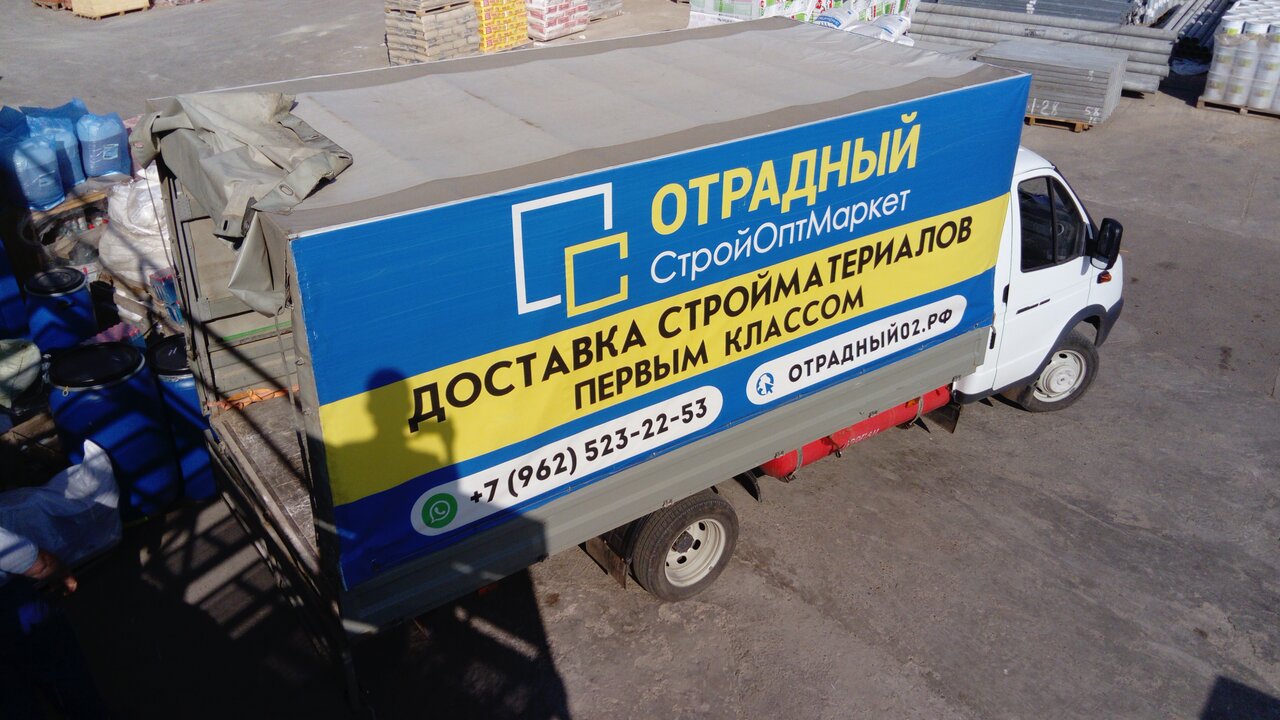 ОТРАДНЫЙ
СтройОптМаркет
ДОСТАВКА СТРОЙМАТЕРИАЛОВ
ПЕРВЫМ КЛАССОМ
+7 (962) 523-22-53
ОТРАДНЫЙ02.РФ